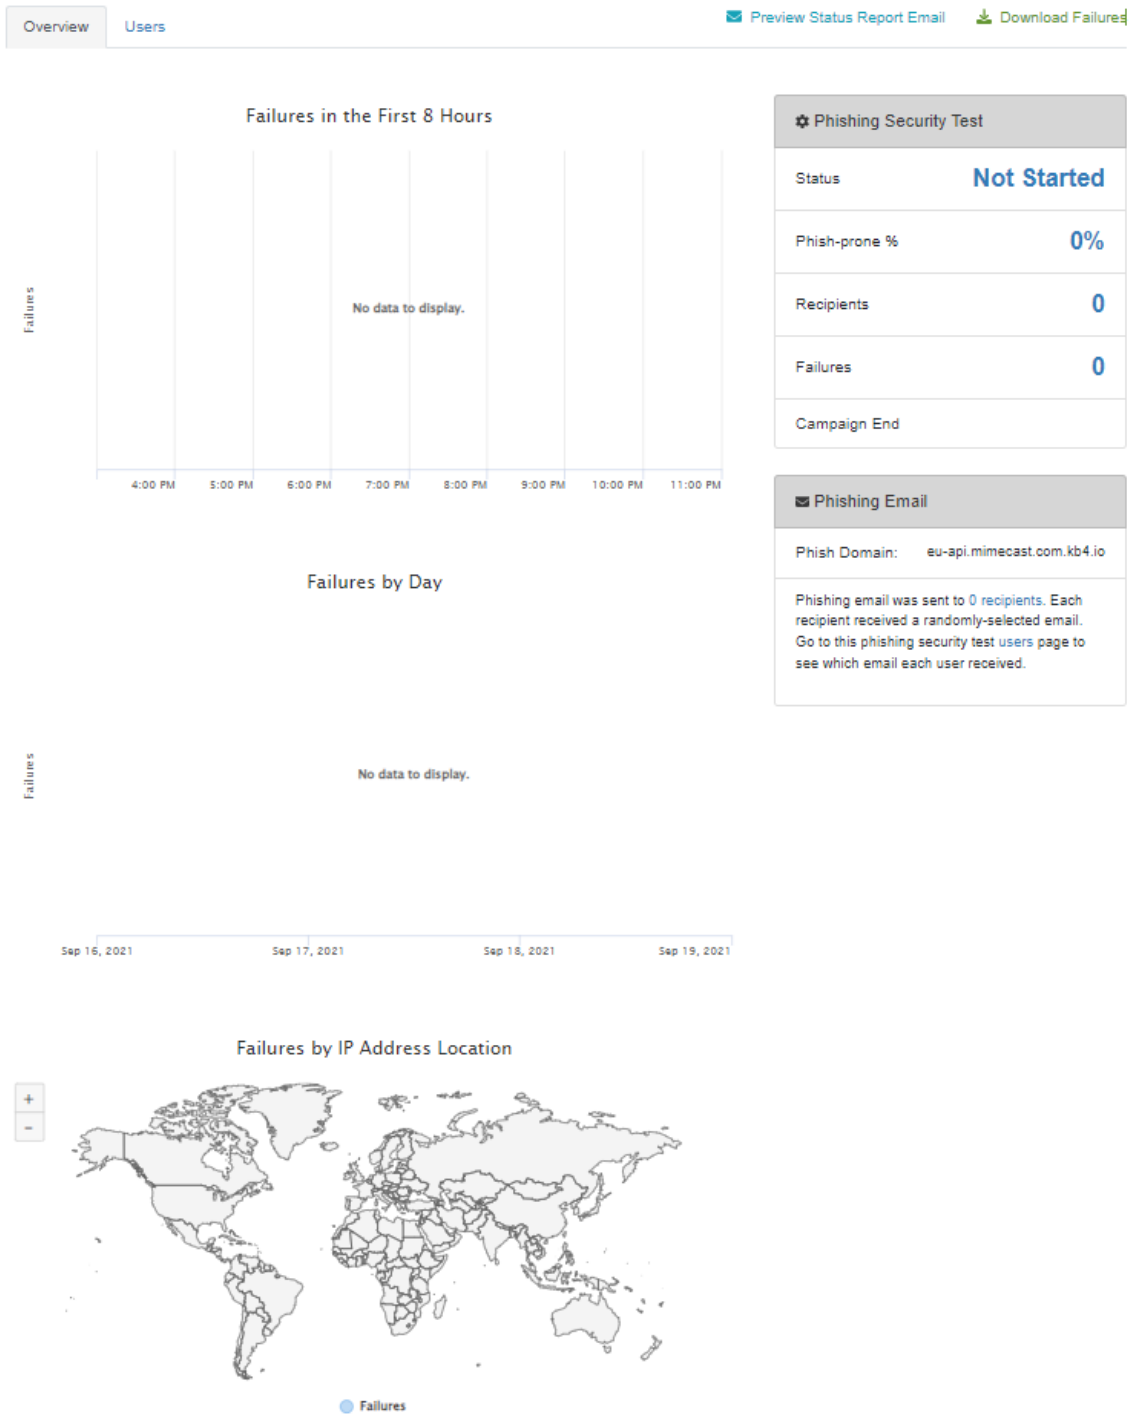 Overview
Users
Preview Status Report Email
Download Failures
Failures in the First 8 Hours
Failures
No data to display.
4:00 PM 5:00 PM 6:00 PM 7:00 PM 8:00 PM 9:00 PM 10:00 PM 11:00 PM
Failures by Day
Failures
No data to display.
Sep 16, 2021 Sep 17, 2021 Sep 18, 2021 Sep 19, 2021
Failures by IP Address Location
+
-
Failures
Phishing Security Test
Status Not Started
Phish-prone % 0%
Recipients 0
Failures 0
Campaign End
Phishing Email
Phish Domain: eu-api.mimecast.com.kb4.io
Phishing email was sent to 0 recipients. Each
recipient received a randomly-selected email.
Go to this phishing security test users page to
see which email each user received.